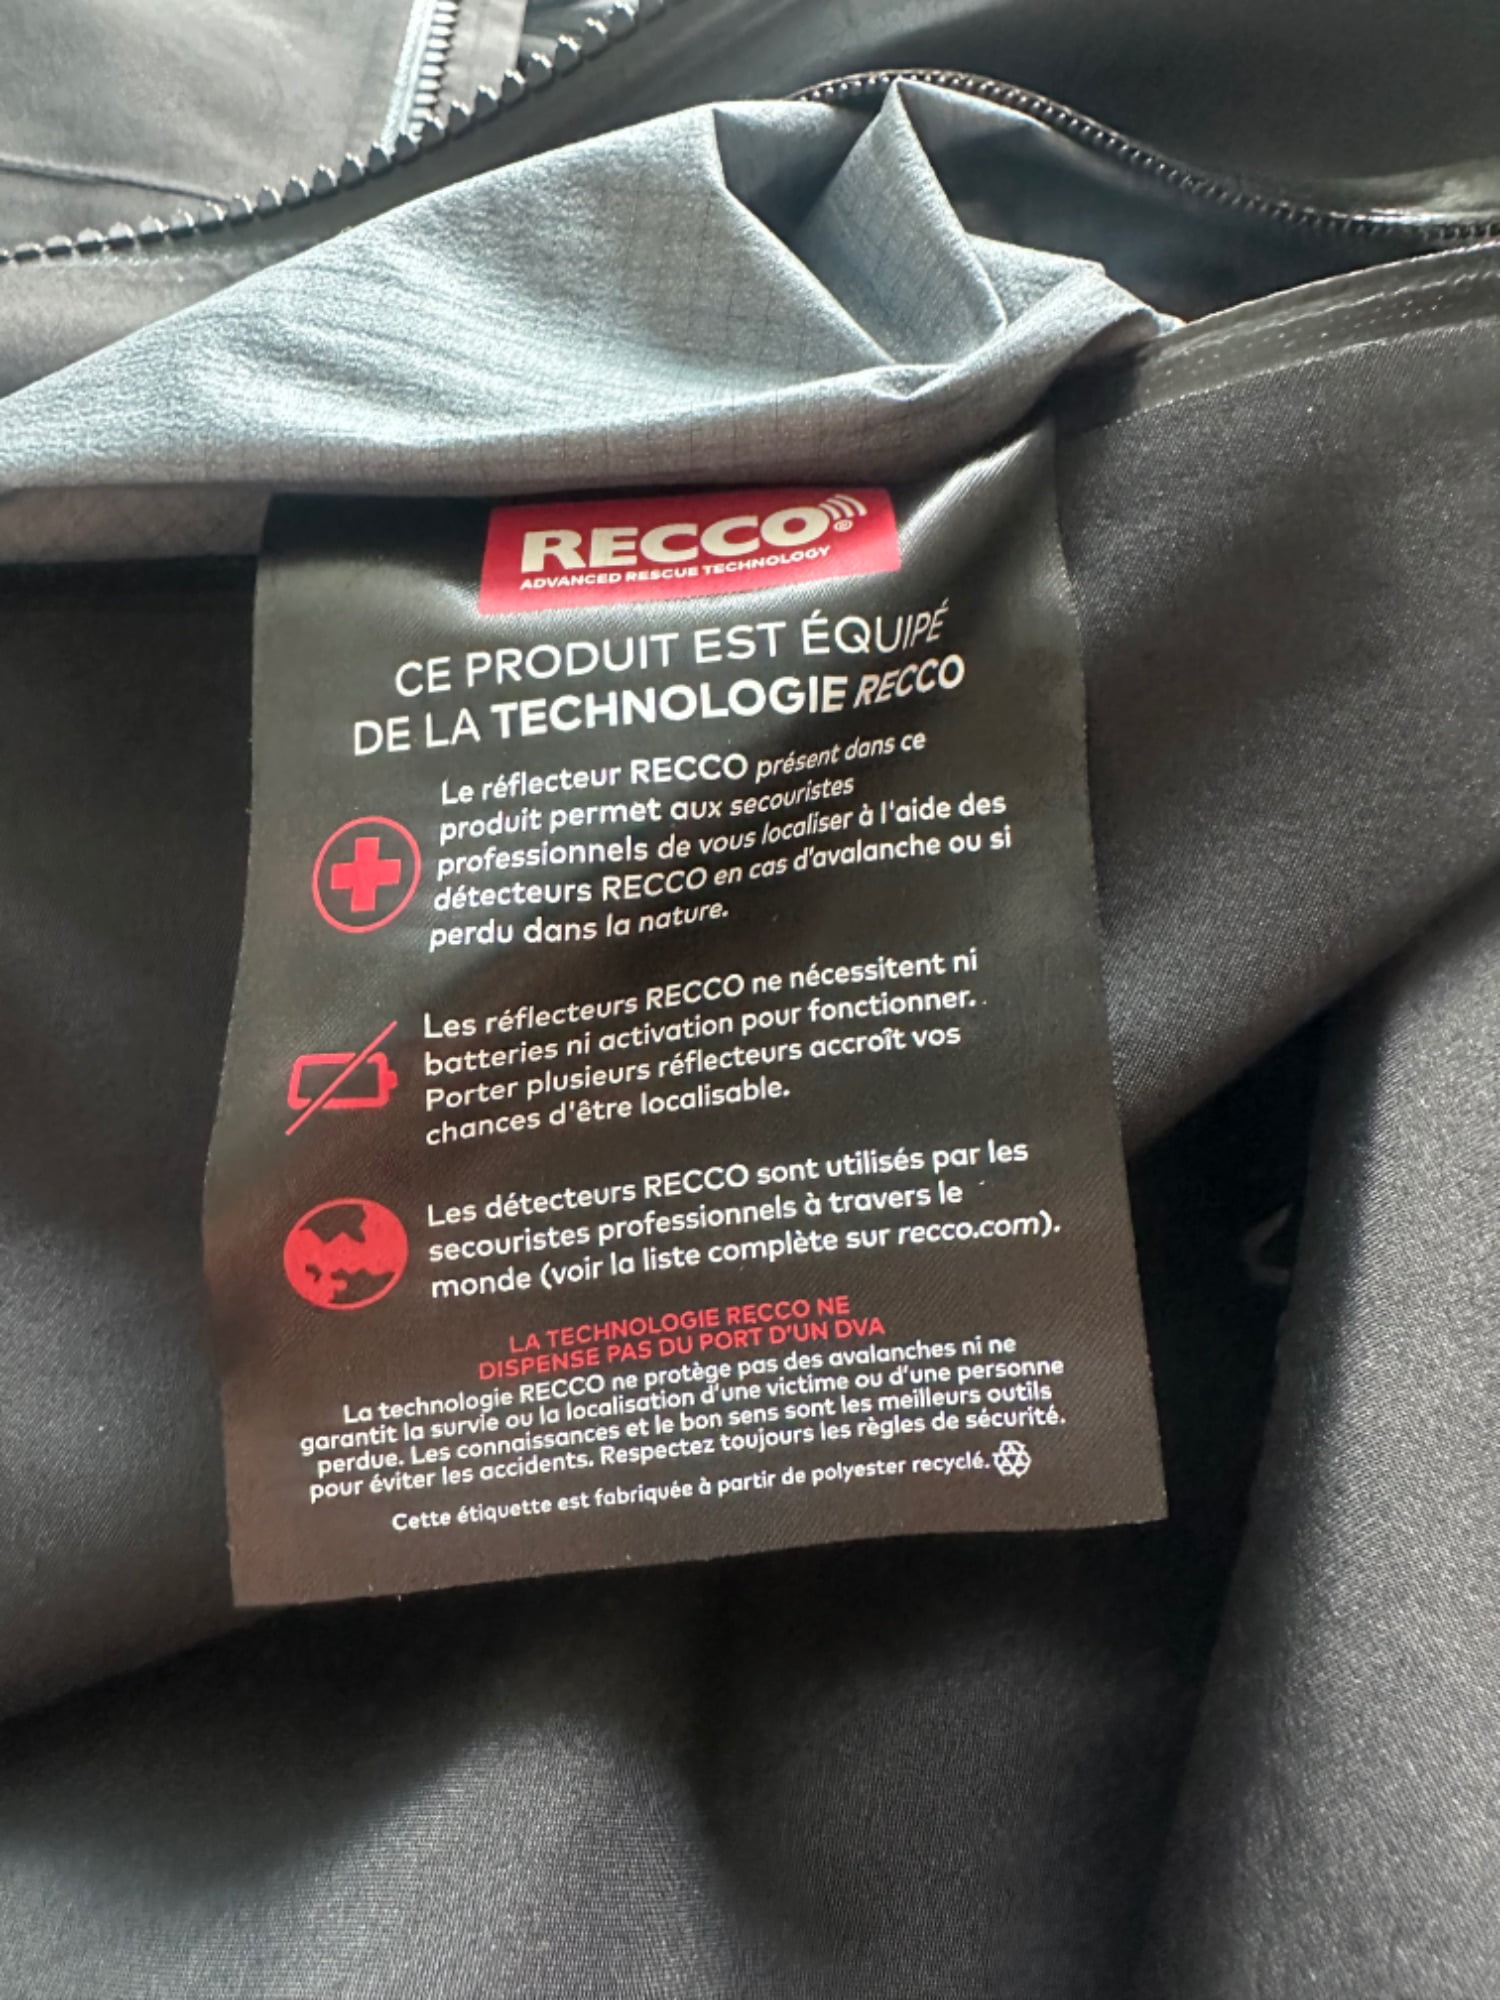 RECCO®
ADVANCED RESCUE TECHNOLOGY
CE PRODUIT EST ÉQUIPÉ
DE LA TECHNOLOGIE RECCO
Le réflecteur RECCO présent dans ce
produit permet aux secouristes
professionnels de vous localiser à l'aide des
détecteurs RECCO en cas d'avalanche ou si
perdu dans la nature.
Les réflecteurs RECCO ne nécessitent ni
batteries ni activation pour fonctionner.
Porter plusieurs réflecteurs accroît vos
chances d'être localisable.
Les détecteurs RECCO sont utilisés par les
secouristes professionnels à travers le
monde (voir la liste complète sur recco.com).
LA TECHNOLOGIE RECCO NE
DISPENSE PAS DU PORT D'UN DVA
La technologie RECCO ne protège pas des avalanches ni ne
garantit la survie ou la localisation d'une victime ou d'une personne
perdue. Les connaissances et le bon sens sont les meilleurs outils
pour éviter les accidents. Respectez toujours les règles de sécurité.
Cette étiquette est fabriquée à partir de polyester recyclé.